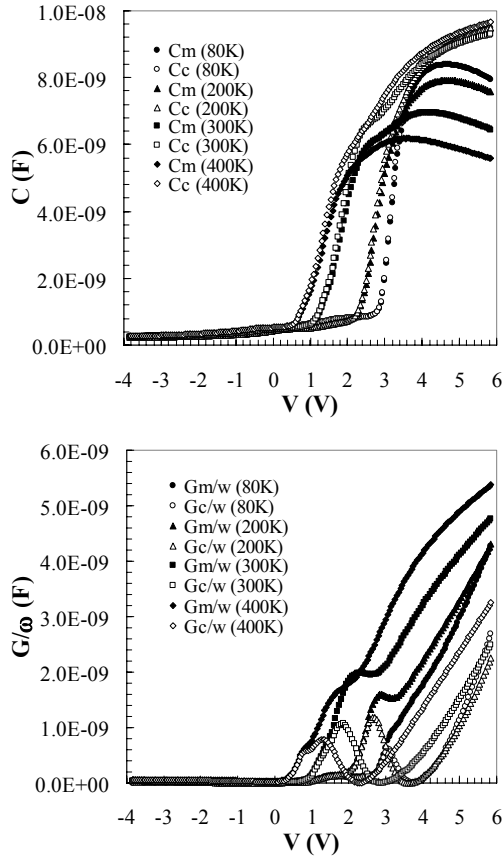 1.0E-08
8.0E-09
6.0E-09
4.0E-09
2.0E-09
0.0E+00
C (F)
Cm (80K)
Cc (80K)
Cm (200K)
Cc (200K)
Cm (300K)
Cc (300K)
Cm (400K)
Cc (400K)
-4 -3 -2 -1 0 1 2 3 4 5 6
V (V)
6.0E-09
5.0E-09
4.0E-09
3.0E-09
2.0E-09
1.0E-09
0.0E+00
G/ω (F)
Gm/w (80K)
Gc/w (80K)
Gm/w (200K)
Gc/w (200K)
Gm/w (300K)
Gc/w (300K)
Gm/w (400K)
Gc/w (400K)
-4 -3 -2 -1 0 1 2 3 4 5 6
V (V)